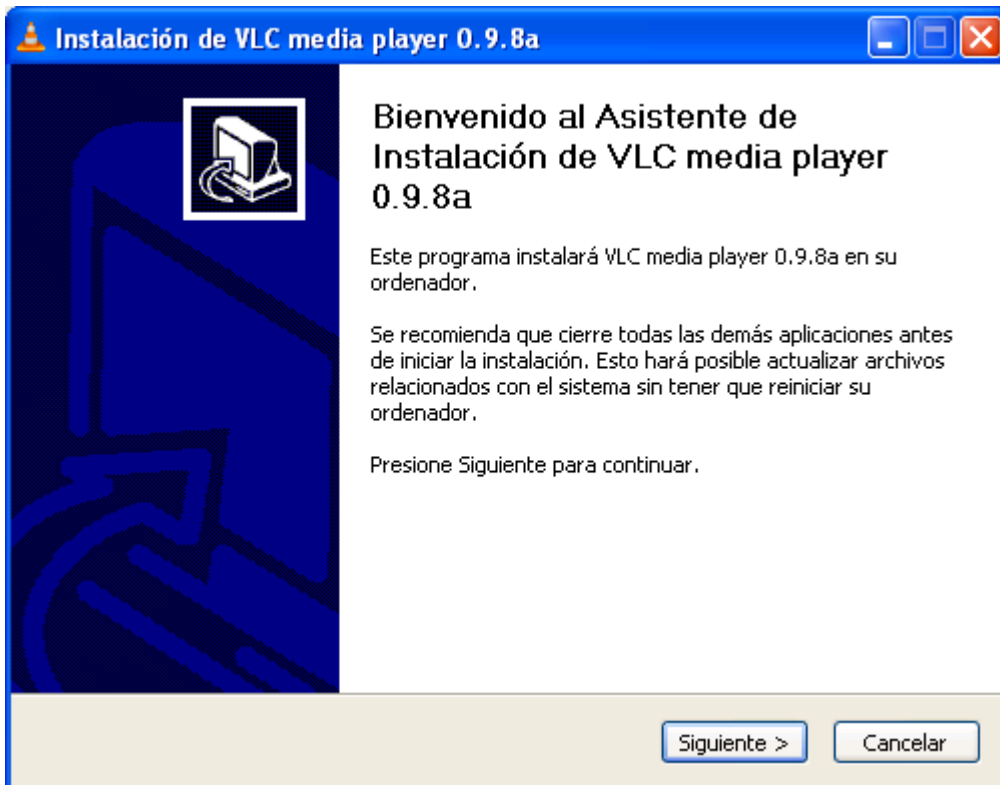 Instalación de VLC media player 0.9.8a
Bienvenido al Asistente de
Instalación de VLC media player
0.9.8a
Este programa instalará VLC media player 0.9.8a en su
ordenador.
Se recomienda que cierre todas las demás aplicaciones antes
de iniciar la instalación. Esto hará posible actualizar archivos
relacionados con el sistema sin tener que reiniciar su
ordenador.
Presione Siguiente para continuar.
Siguiente >
Cancelar